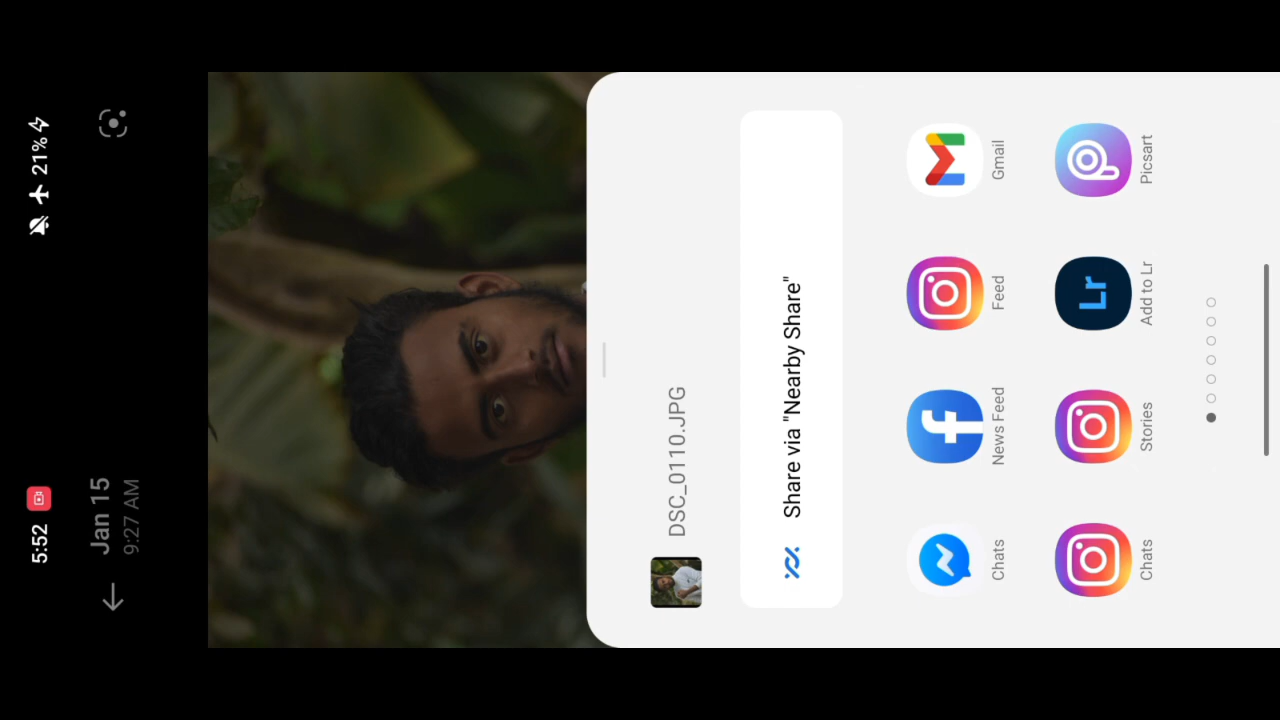 5:52
21%
Jan 15
9:27 AM
DSC_0110.JPG
Share via "Nearby Share"
Chats
News Feed
Feed
Gmail
Chats
Stories
Lr
Add to Lr
Picsart